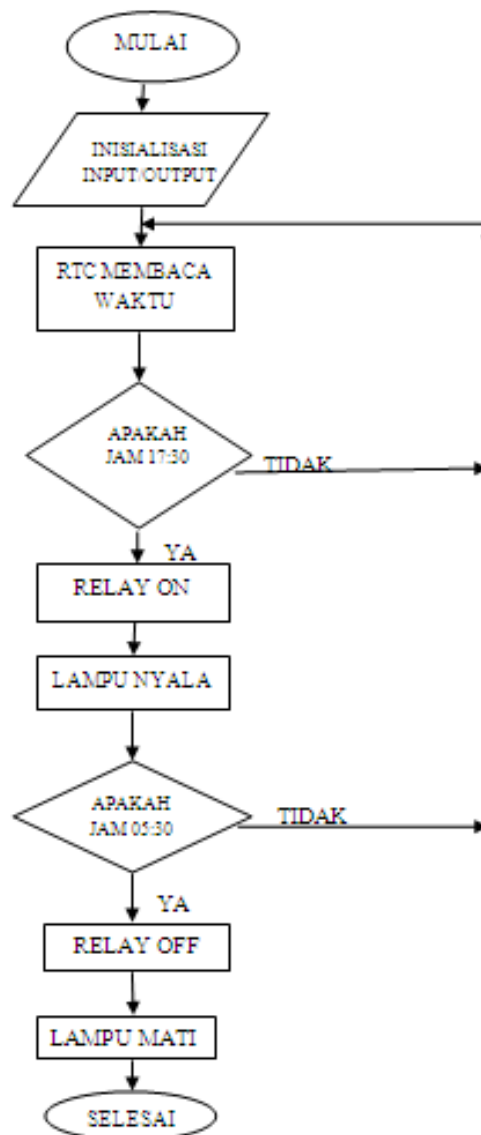 MULAI
INISIALISASI
INPUT/OUTPUT
RTC MEMBACA
WAKTU
APAKAH
JAM 17:30
TIDAK
YA
RELAY ON
LAMPU NYALA
APAKAH
JAM 05:30
TIDAK
YA
RELAY OFF
LAMPU MATI
SELESAI